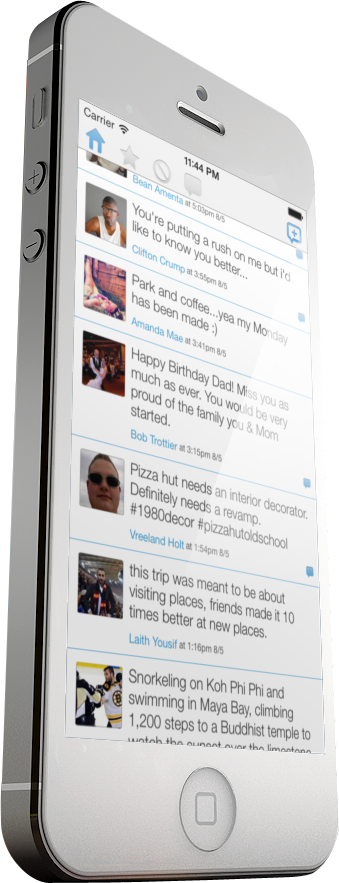 Carrier
11:44 PM
Bean Amenta at 5:03pm 8/5
You're putting a rush on me but i'd
like to know you better...
Clifton Crump at 3:50pm 8/5
Park and coffee...yea my Monday
has been made :)
Amanda Mae at 3:41pm 8/5
Happy Birthday Dad! Miss you as
much as ever. You would be very
proud of the family you & Mom
started.
Bob Trottier at 3:15pm 8/5
Pizza hut needs an interior decorator.
Definitely needs a revamp.
#1980decor #pizzahutoldschool
Vreeland Holt at 1:54pm 8/5
this trip was meant to be about
visiting places, friends made it 10
times better at new places.
Laith Yousif at 1:16pm 8/5
Snorkeling on Koh Phi Phi and
swimming in Maya Bay, climbing
1,200 steps to a Buddhist temple to
watch the sunset over the limestone